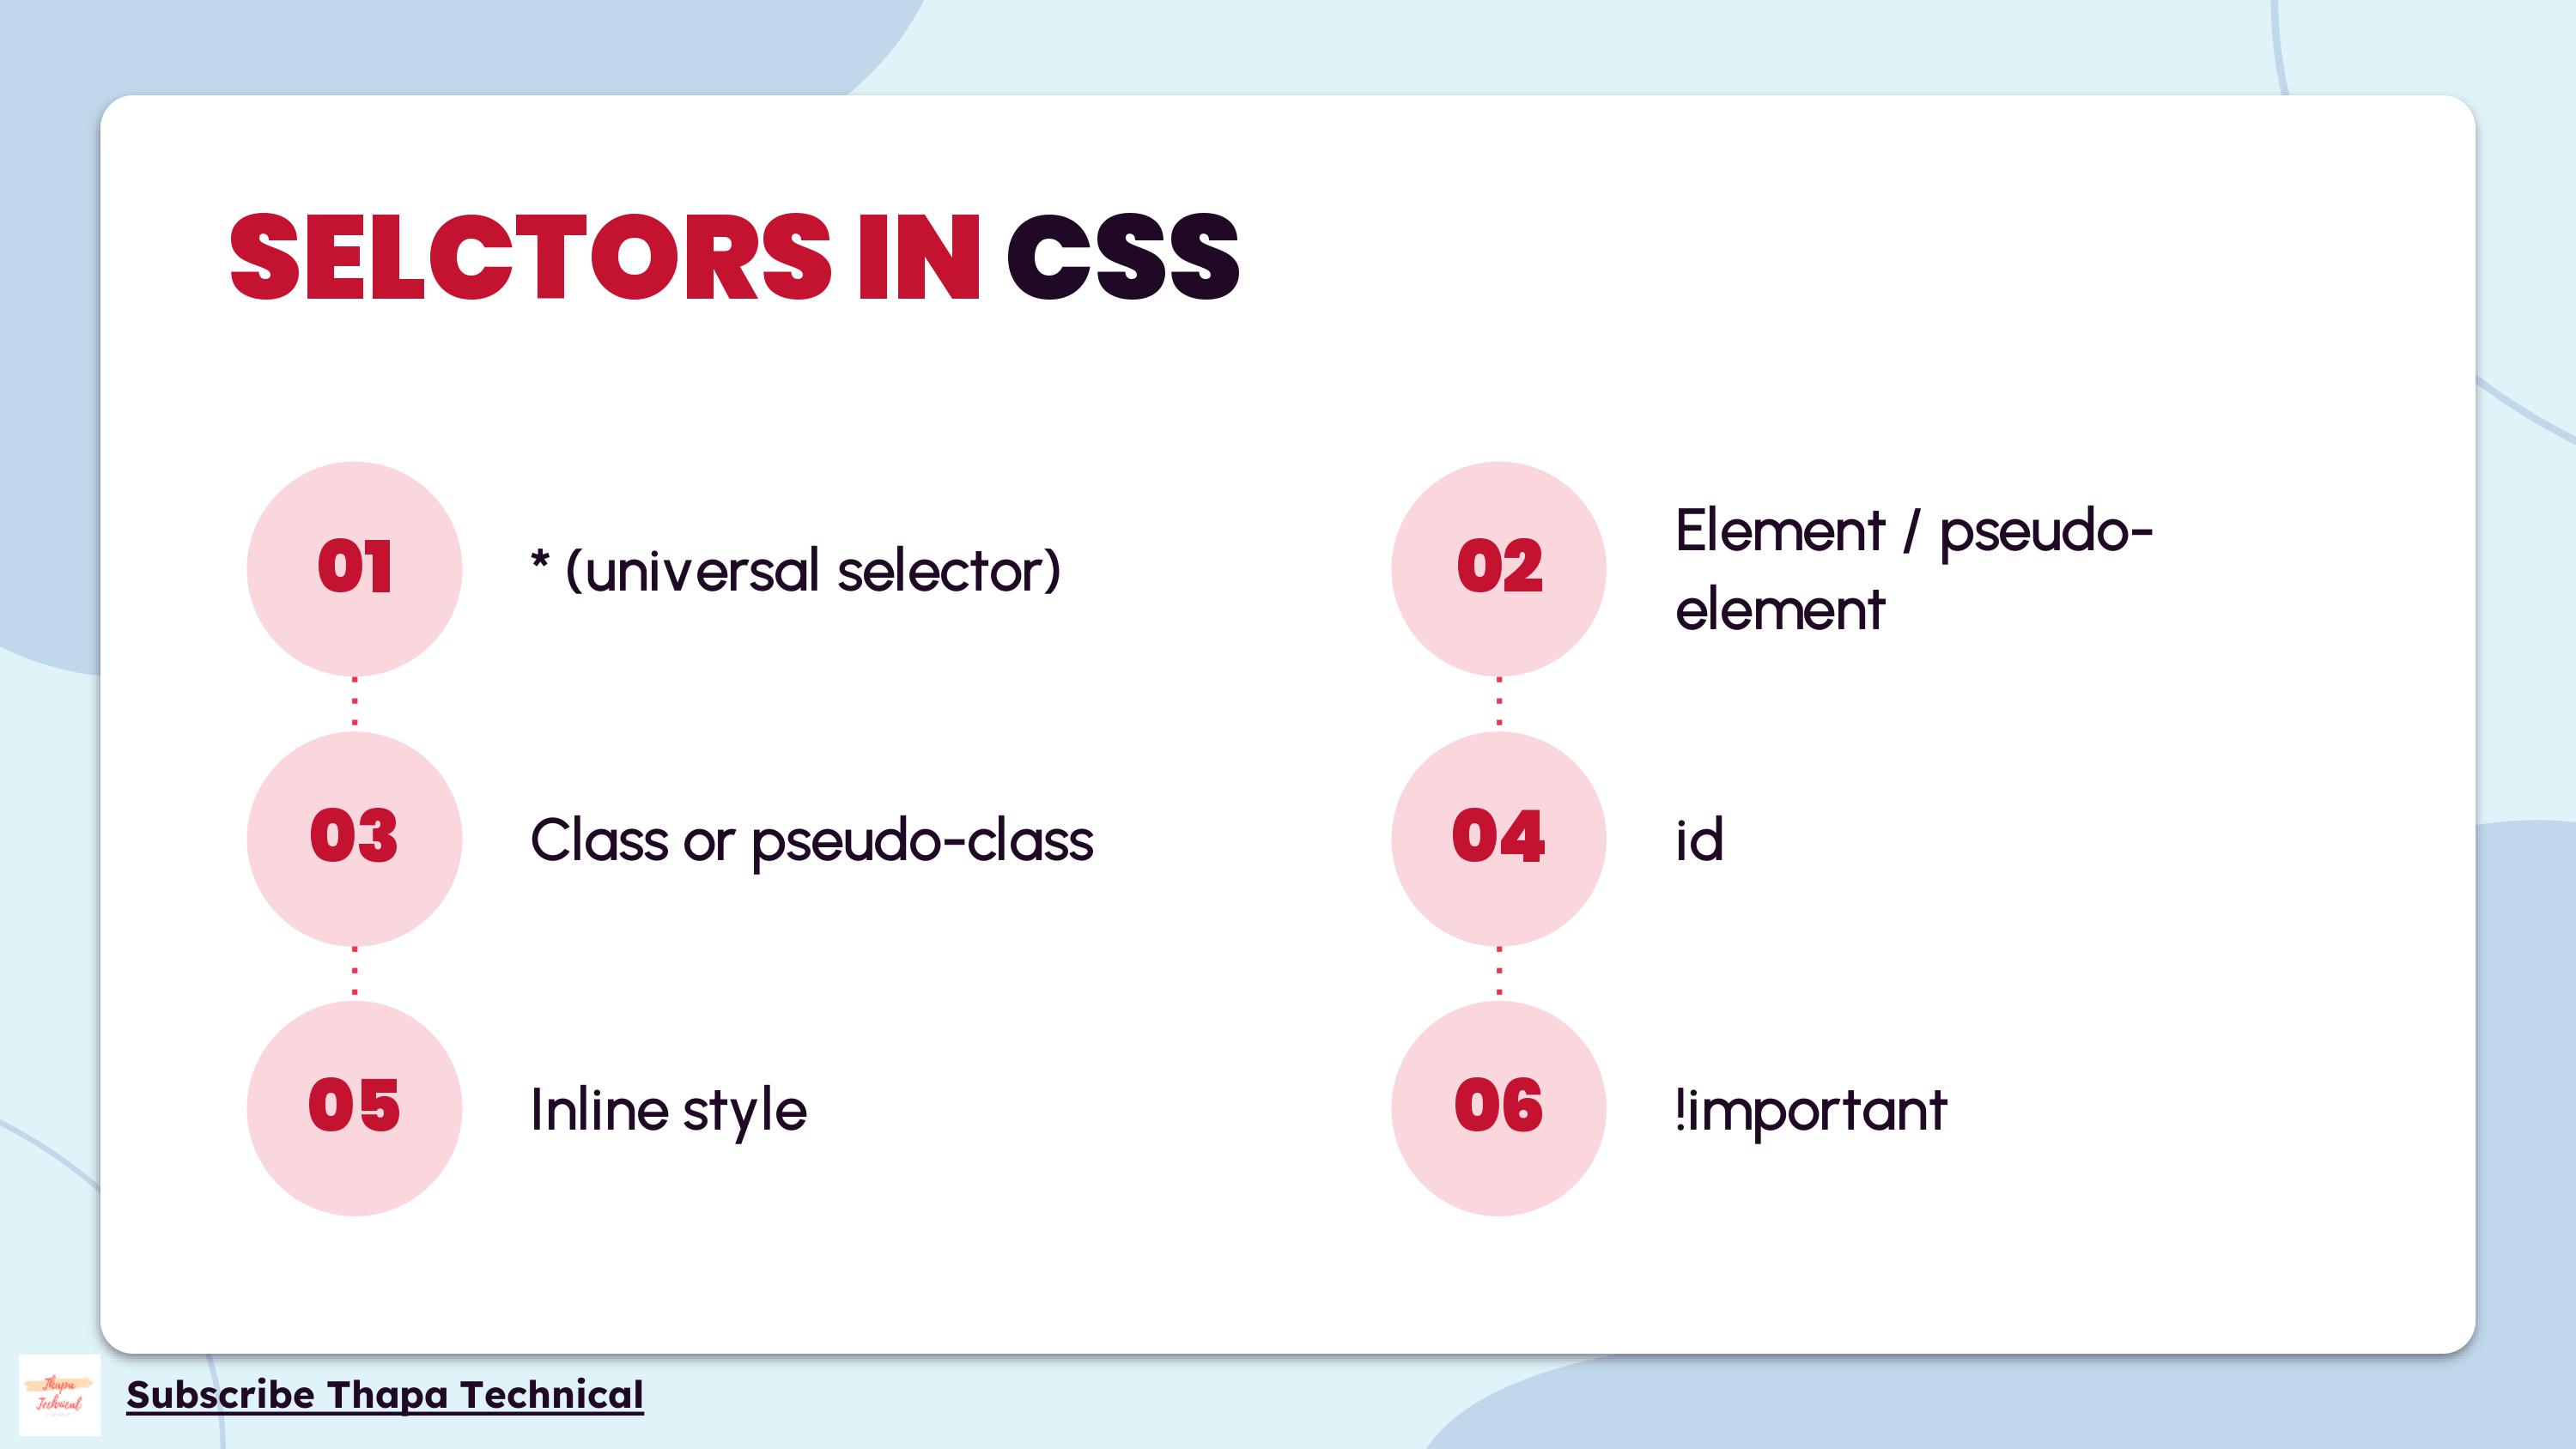 SELCTORS IN CSS
01
* (universal selector)
02
Element / pseudo-
element
03
Class or pseudo-class
04
id
05
Inline style
06
!important
Thapa
Technical
Subscribe Thapa Technical